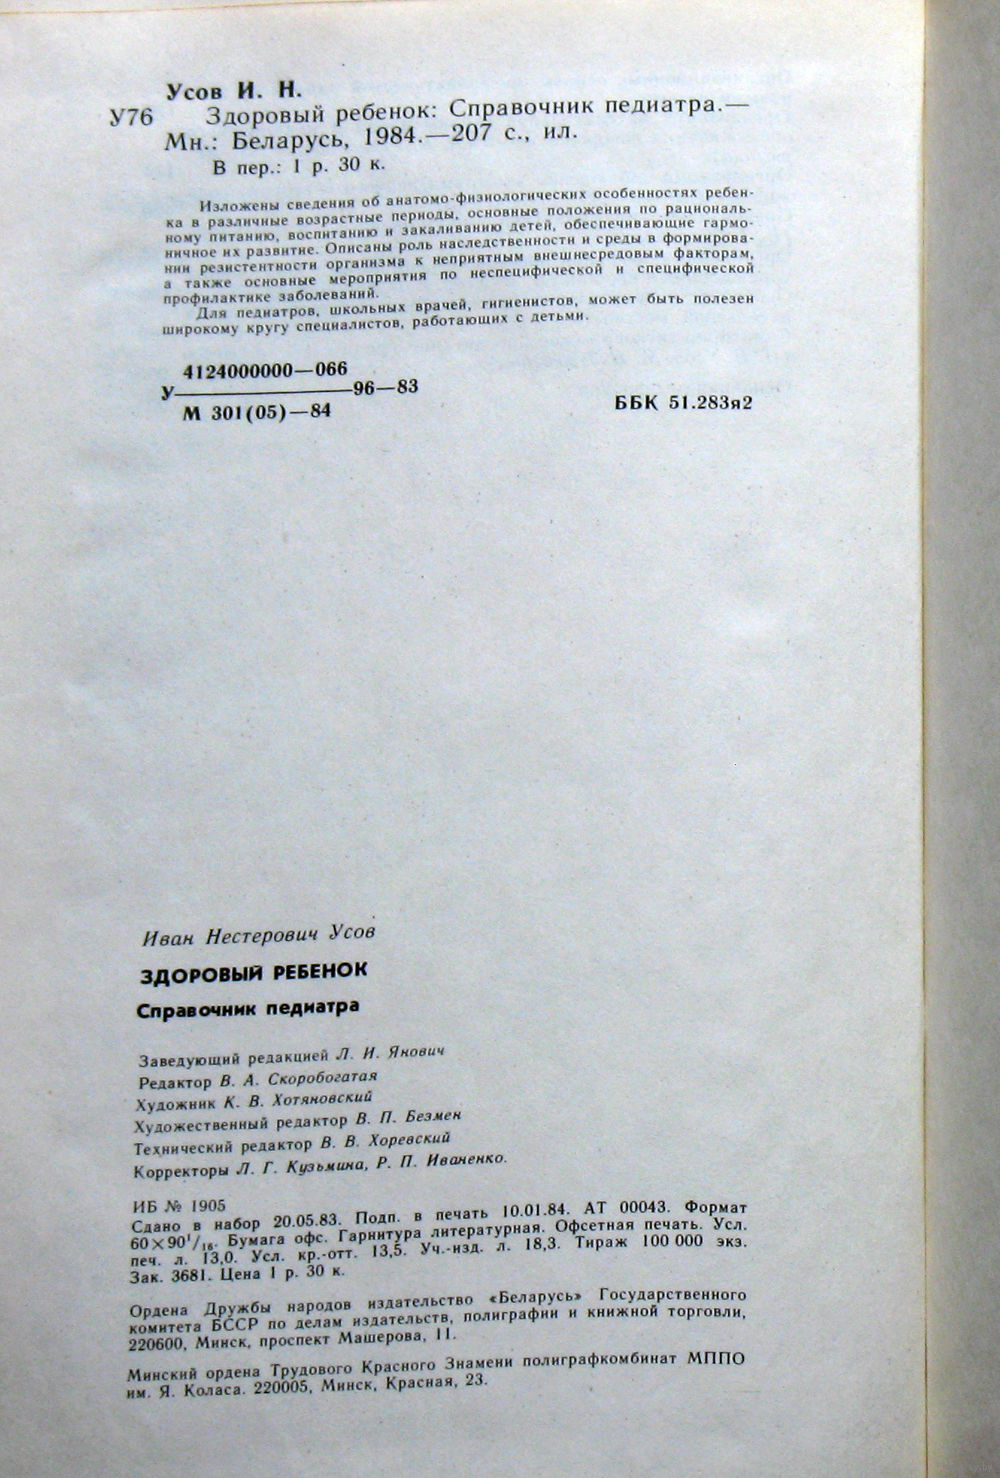 Усов И. Н.
У76 Здоровый ребенок: Справочник педиатра.—
Мн.: Беларусь, 1984.—207 с., ил.
В пер.: 1 р. 30 к.
Изложены сведения об анатомо-физиологических особенностях ребен-
ка в различные возрастные периоды, основные положения по рациональ-
ному питанию, воспитанию и закаливанию детей, обеспечивающие гармо-
ничное их развитие. Описаны роль наследственности и среды в формирова-
нии резистентности организма к неприятным внешнесредовым факторам,
а также основные мероприятия по неспецифической и специфической
профилактике заболеваний.
Для педиатров, школьных врачей, гигиенистов, может быть полезен
широкому кругу специалистов, работающих с детьми.
4124000000—066
У————96—83
М 301(05)—84
ББК 51.283я2
Иван Нестерович Усов
ЗДОРОВЫЙ РЕБЕНОК
Справочник педиатра
Заведующий редакцией Л. И. Янович
Редактор В. А. Скоробогатая
Художник К. В. Хотяновский
Художественный редактор В. П. Безмен
Технический редактор В. В. Хоревский
Корректоры Л. Г. Кузьмина, Р. П. Иваненко.
ИБ № 1905
Сдано в набор 20.05.83. Подп. в печать 10.01.84. АТ 00043. Формат
60×90¹/₁₆. Бумага офс. Гарнитура литературная. Офсетная печать. Усл.
печ. л. 13,0. Усл. кр.-отт. 13,5. Уч.-изд. л. 18,3. Тираж 100 000 экз.
Зак. 3681. Цена 1 р. 30 к.
Ордена Дружбы народов издательство «Беларусь» Государственного
комитета БССР по делам издательств, полиграфии и книжной торговли,
220600, Минск, проспект Машерова, 11.
Минский ордена Трудового Красного Знамени полиграфкомбинат МППО
им. Я. Коласа. 220005, Минск, Красная, 23.